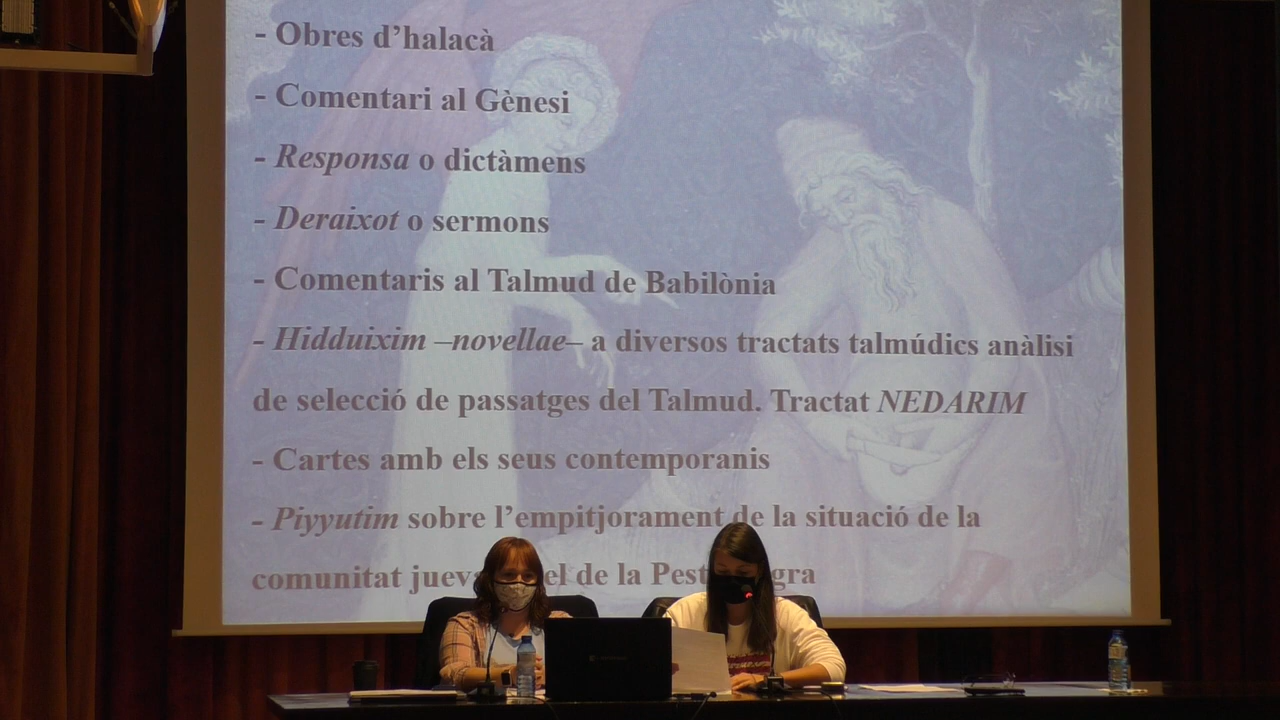 - Obres d’halacà
- Comentari al Gènesi
- Responsa o dictàmens
- Deraixot o sermons
- Comentaris al Talmud de Babilònia
- Hidduixim –novellae– a diversos tractats talmúdics anàlisi
de selecció de passatges del Talmud. Tractat NEDARIM
- Cartes amb els seus contemporanis
- Piyyutim sobre l’empitjorament de la situació de la
comunitat de la